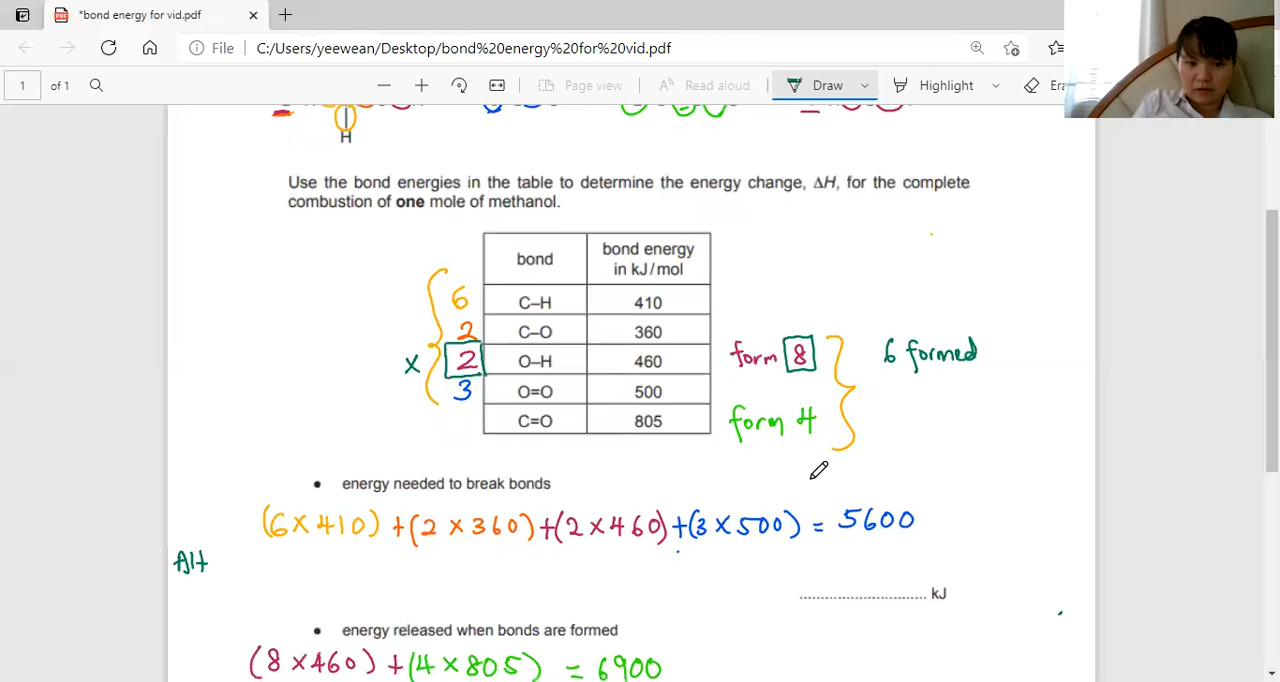 *bond energy for vid.pdf
File C:/Users/yeewean/Desktop/bond%20energy%20for%20vid.pdf
1 of 1 Page view Read aloud Draw Highlight
H
Use the bond energies in the table to determine the energy change, ΔH, for the complete
combustion of one mole of methanol.
bond bond energy in kJ/mol
6 C–H 410
2 C–O 360
x 2 O–H 460 form 8 6 formed
3 O=O 500
C=O 805 form 4
• energy needed to break bonds
(6 x 410) + (2 x 360) + (2 x 460) + (3 x 500) = 5600
Alt
.............................. kJ
• energy released when bonds are formed
(8 x 460) + (4 x 805) = 6900